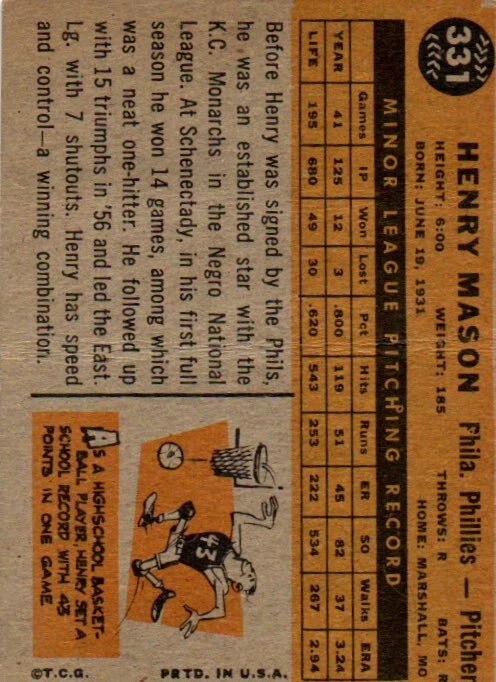 331
HENRY MASON Phila. Phillies — Pitcher
HEIGHT: 6:00 WEIGHT: 185 THROWS: R BATS: R
BORN: JUNE 19, 1931 HOME: MARSHALL, MO
MINOR LEAGUE PITCHING RECORD
Games IP Won Lost Pct Hits Runs ER SO Walks ERA
YEAR 41 125 12 3 .800 119 51 45 82 37 3.24
LIFE 195 680 49 30 .620 543 253 222 534 267 2.94
Before Henry was signed by the Phils,
he was an established star with the
K.C. Monarchs in the Negro National
League. At Schenectady, in his first full
season he won 14 games, among which
was a neat one-hitter. He followed up
with 15 triumphs in '56 and led the East.
Lg. with 7 shutouts. Henry has speed
and control—a winning combination.
43
AS A HIGHSCHOOL BASKET-
BALL PLAYER, HENRY SET A
SCHOOL RECORD WITH 43
POINTS IN ONE GAME
©T.C.G. PRTD. IN U.S.A.